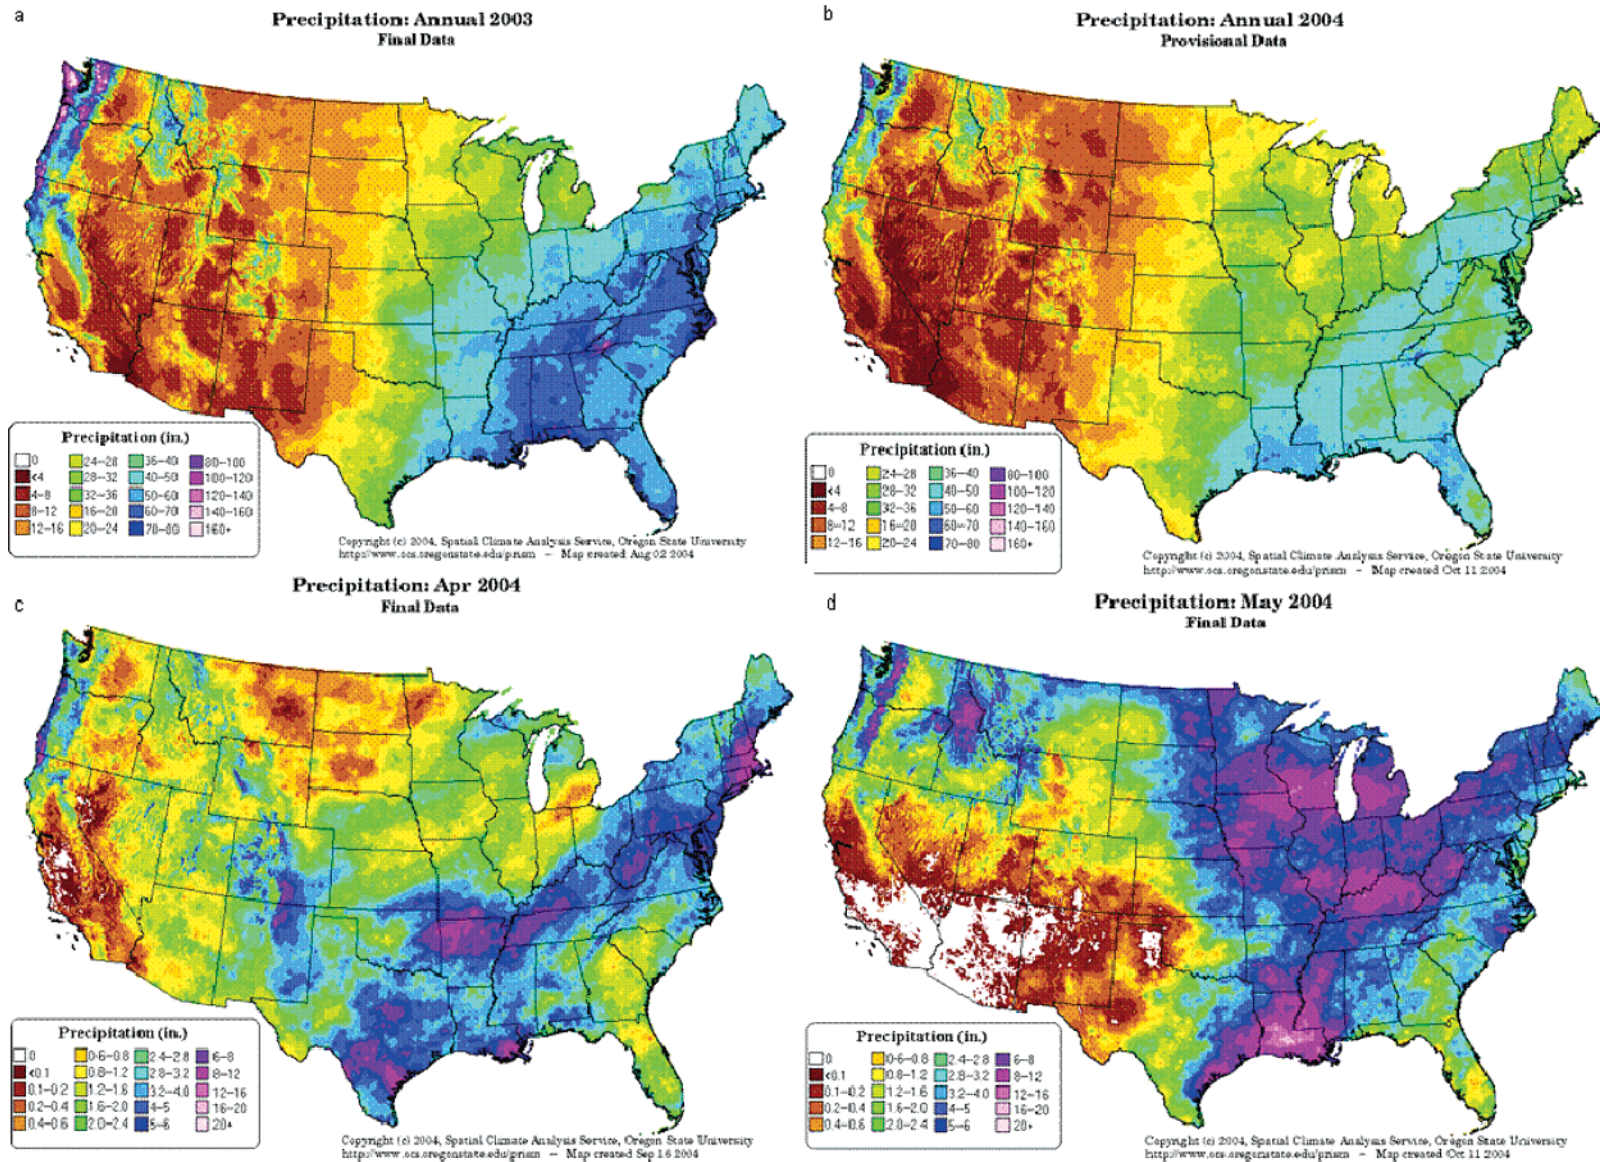 a
Precipitation: Annual 2003
Final Data
Precipitation (in.)
0 24-28 36-40 80-100
<4 28-32 40-50 100-120
4-8 32-36 50-60 120-140
8-12 16-20 60-70 140-160
12-16 20-24 70-80 160+
Copyright (c) 2004, Spatial Climate Analysis Service, Oregon State University
http://www.ocs.oregonstate.edu/prism - Map created Aug 02 2004
b
Precipitation: Annual 2004
Provisional Data
Precipitation (in.)
0 24-28 36-40 80-100
<4 28-32 40-50 100-120
4-8 32-36 50-60 120-140
8-12 16-20 60-70 140-160
12-16 20-24 70-80 160+
Copyright (c) 2004, Spatial Climate Analysis Service, Oregon State University
http://www.ocs.oregonstate.edu/prism - Map created Oct 11 2004
c
Precipitation: Apr 2004
Final Data
Precipitation (in.)
0 0.6-0.8 2.4-2.8 6-8
<0.1 0.8-1.2 2.8-3.2 8-12
0.1-0.2 1.2-1.6 3.2-4.0 12-16
0.2-0.4 1.6-2.0 4-5 16-20
0.4-0.6 2.0-2.4 5-6 20+
Copyright (c) 2004, Spatial Climate Analysis Service, Oregon State University
http://www.ocs.oregonstate.edu/prism - Map created Sep 16 2004
d
Precipitation: May 2004
Final Data
Precipitation (in.)
0 0.6-0.8 2.4-2.8 6-8
<0.1 0.8-1.2 2.8-3.2 8-12
0.1-0.2 1.2-1.6 3.2-4.0 12-16
0.2-0.4 1.6-2.0 4-5 16-20
0.4-0.6 2.0-2.4 5-6 20+
Copyright (c) 2004, Spatial Climate Analysis Service, Oregon State University
http://www.ocs.oregonstate.edu/prism - Map created Oct 11 2004